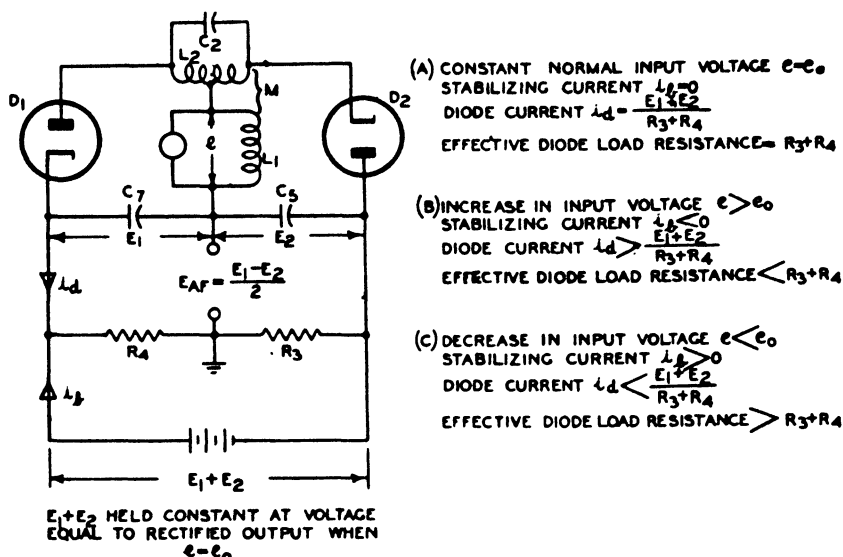 C2
L2
M
D1
D2
e
L1
C7
C5
E1
E2
id
EAF = E1-E2 / 2
R4
R3
ib
E1+E2
E1+E2 HELD CONSTANT AT VOLTAGE
EQUAL TO RECTIFIED OUTPUT WHEN
e=eo
(A) CONSTANT NORMAL INPUT VOLTAGE e=eo
STABILIZING CURRENT ib=0
DIODE CURRENT id = E1+E2 / R3+R4
EFFECTIVE DIODE LOAD RESISTANCE = R3+R4
(B) INCREASE IN INPUT VOLTAGE e>eo
STABILIZING CURRENT ib<0
DIODE CURRENT id > E1+E2 / R3+R4
EFFECTIVE DIODE LOAD RESISTANCE < R3+R4
(C) DECREASE IN INPUT VOLTAGE e<eo
STABILIZING CURRENT ib>0
DIODE CURRENT id < E1+E2 / R3+R4
EFFECTIVE DIODE LOAD RESISTANCE > R3+R4